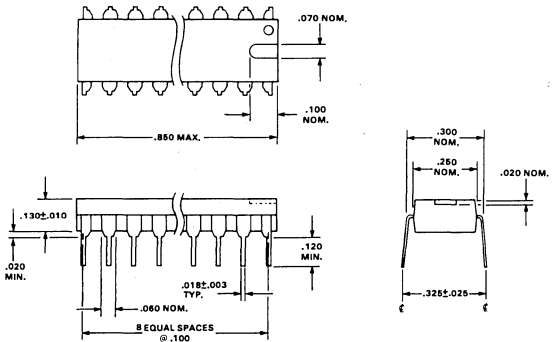 .070 NOM.
.100
NOM.
.850 MAX.
.300
NOM.
.250
NOM.
.020 NOM.
.130±.010
.020
MIN.
.120
MIN.
.018±.003
TYP.
.060 NOM.
.325±.025
8 EQUAL SPACES
@ .100
℄
℄